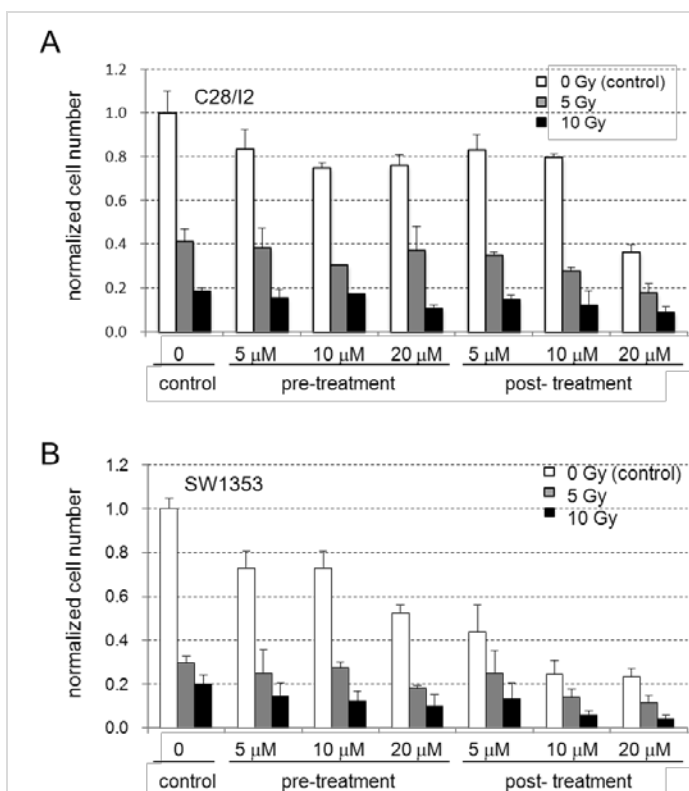 A
1.2
1.0
0.8
0.6
0.4
0.2
0.0
normalized cell number
C28/I2
0 Gy (control)
5 Gy
10 Gy
0 5 μM 10 μM 20 μM 5 μM 10 μM 20 μM
control pre-treatment post- treatment
B
1.2
1.0
0.8
0.6
0.4
0.2
0.0
normalized cell number
SW1353
0 Gy (control)
5 Gy
10 Gy
0 5 μM 10 μM 20 μM 5 μM 10 μM 20 μM
control pre-treatment post- treatment